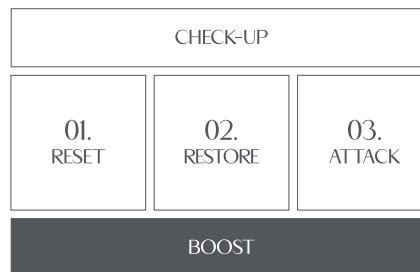 CHECK-UP
01.
RESET
02.
RESTORE
03.
ATTACK
BOOST